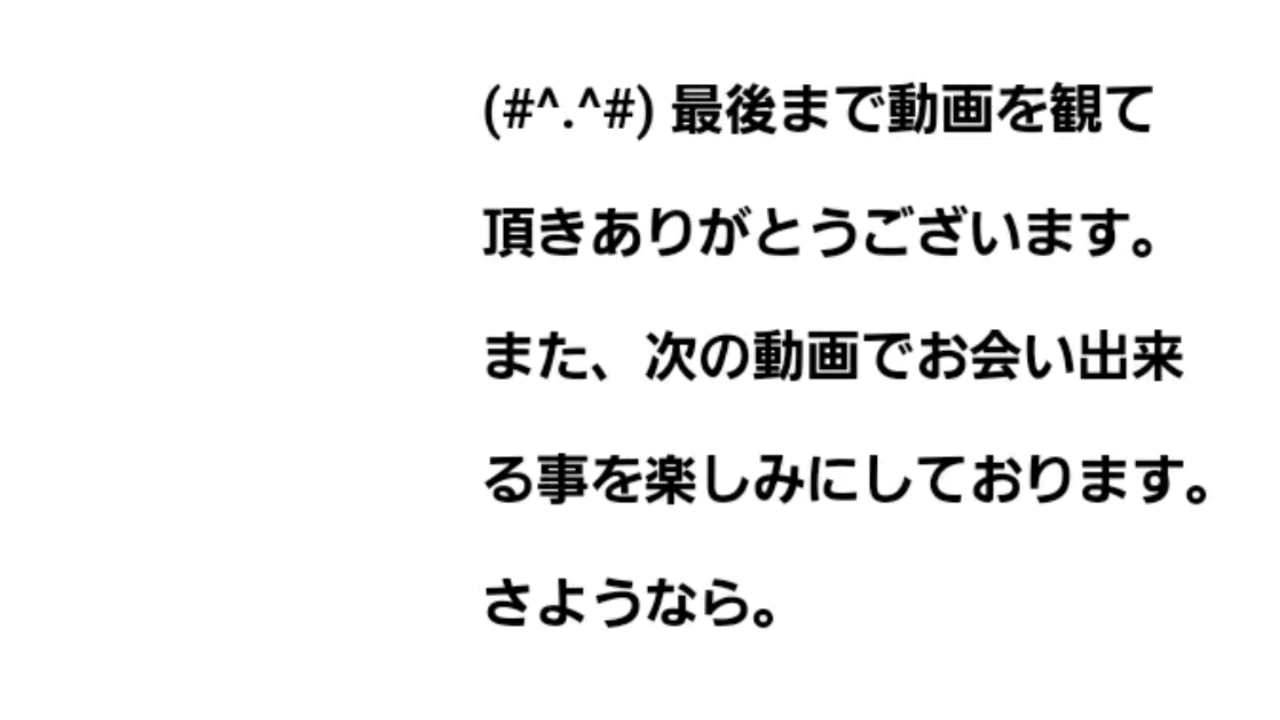 (#^.^#) 最後まで動画を観て
頂きありがとうございます。
また、次の動画でお会い出来
る事を楽しみにしております。
さようなら。